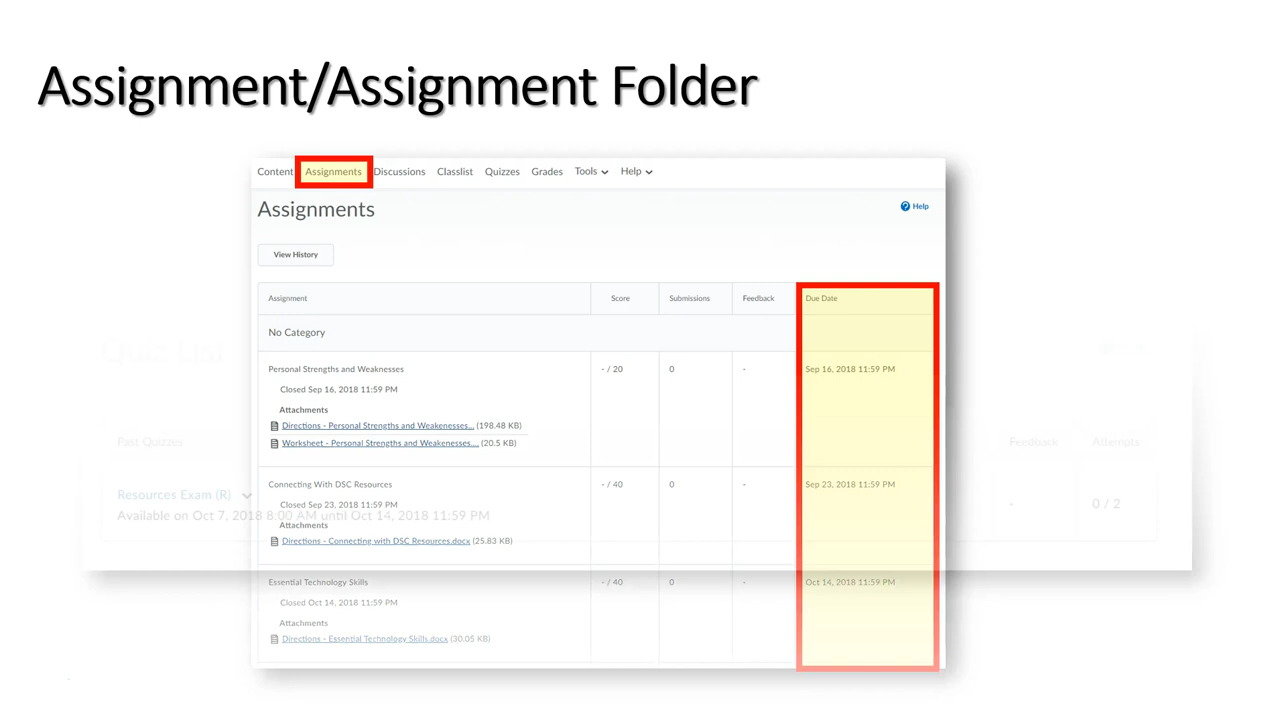 Assignment/Assignment Folder
Content Assignments Discussions Classlist Quizzes Grades Tools Help
Assignments
Help
View History
Assignment Score Submissions Feedback Due Date
No Category
Personal Strengths and Weaknesses - / 20 0 - Sep 16, 2018 11:59 PM
Closed Sep 16, 2018 11:59 PM
Attachments
Directions - Personal Strengths and Weakenesses... (198.48 KB)
Worksheet - Personal Strengths and Weakenesses.... (20.5 KB)
Past Quizzes Feedback Attempts
Connecting With DSC Resources - / 40 0 - Sep 23, 2018 11:59 PM
Resources Exam (R) - 0 / 2
Closed Sep 23, 2018 11:59 PM
Available on Oct 7, 2018 8:00 AM until Oct 14, 2018 11:59 PM
Attachments
Directions - Connecting with DSC Resources.docx (25.83 KB)
Essential Technology Skills - / 40 0 - Oct 14, 2018 11:59 PM
Closed Oct 14, 2018 11:59 PM
Attachments
Directions - Essential Technology Skills.docx (30.05 KB)